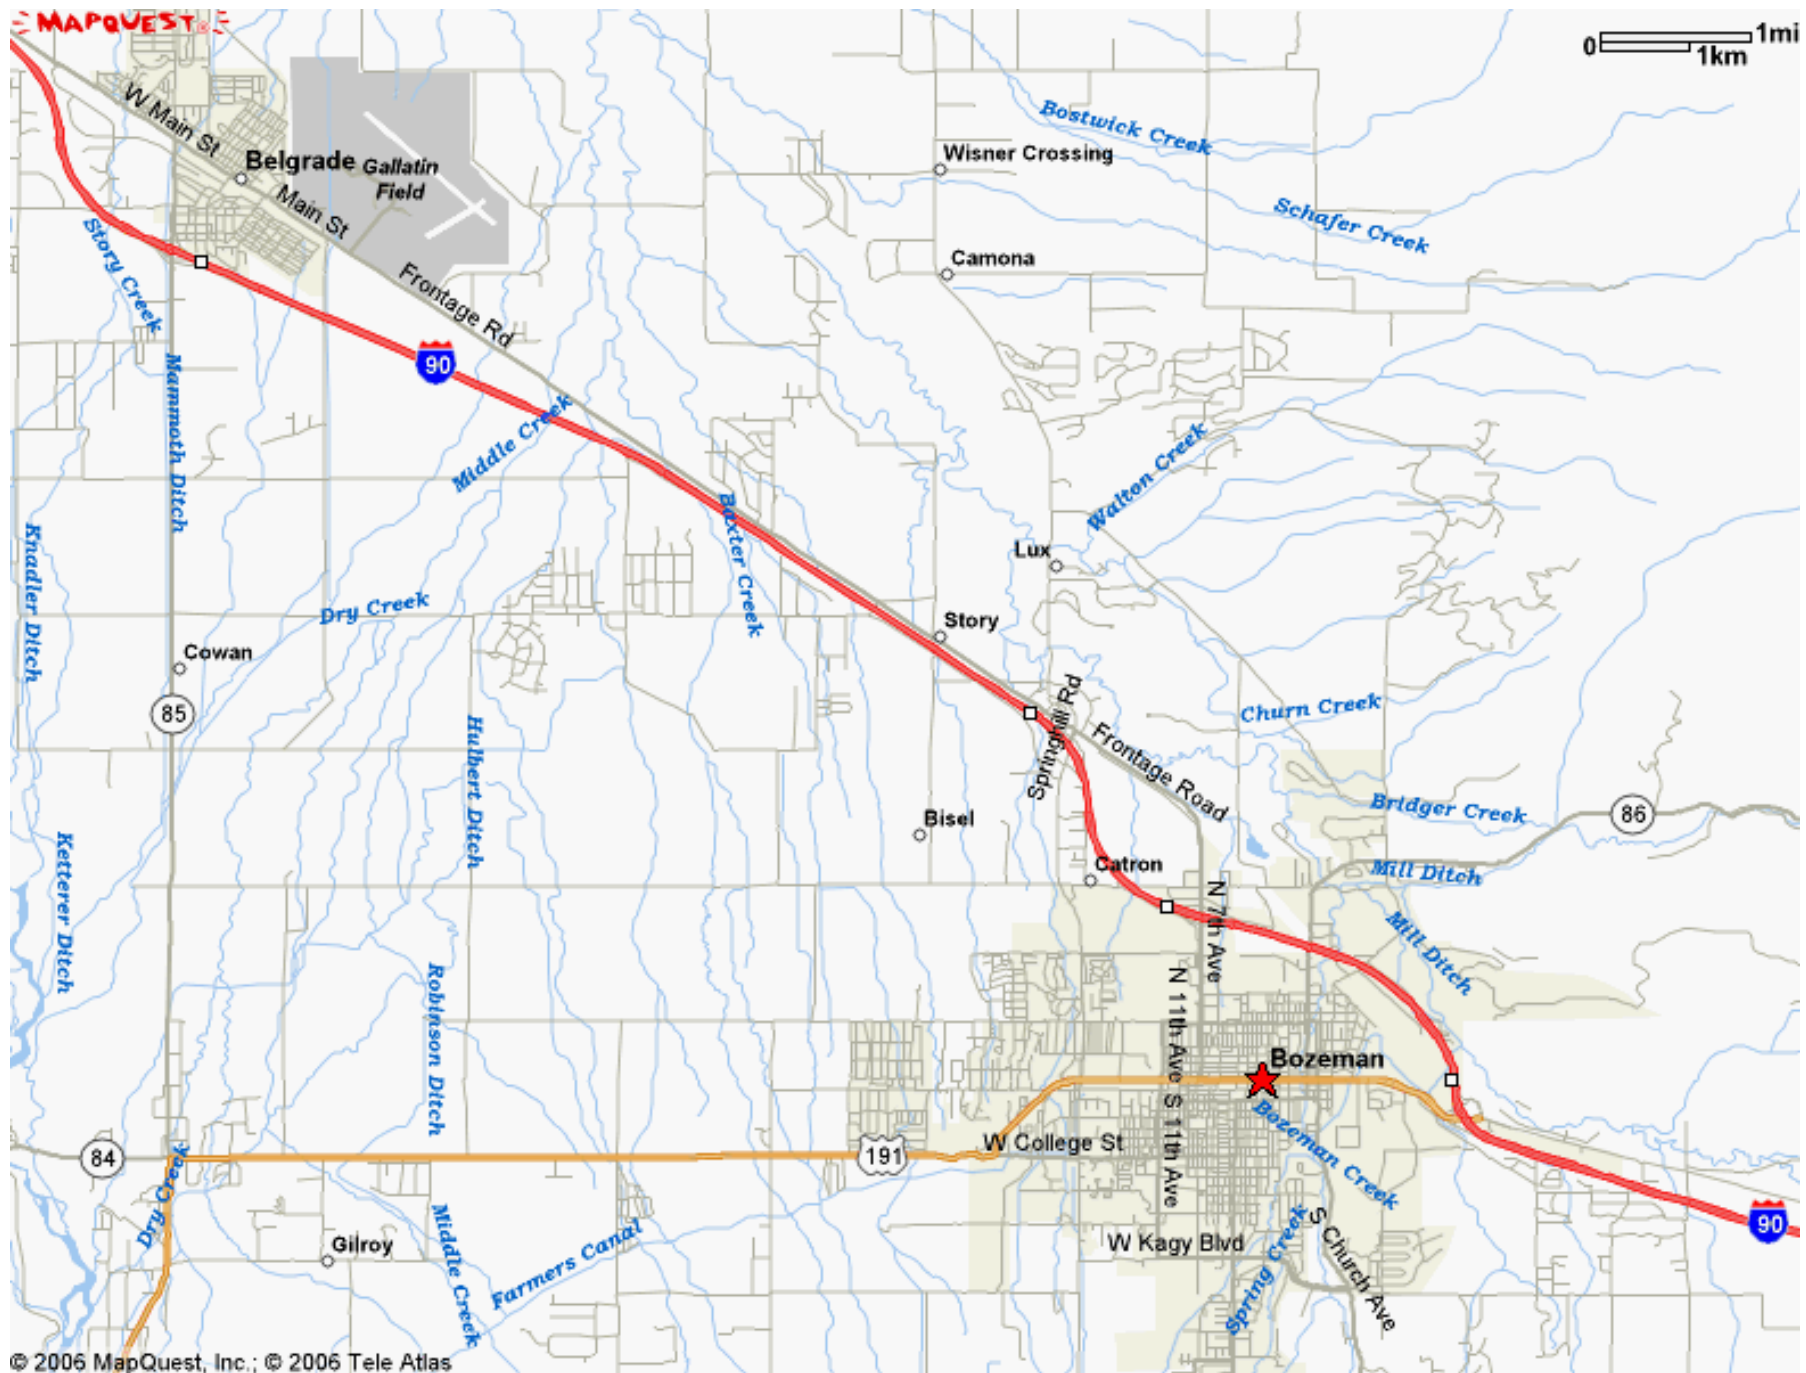 MAPQUEST
0
1mi
1km
W Main St
Bostwick Creek
Belgrade
Gallatin
Field
Wisner Crossing
Main St
Schafer Creek
Story Creek
Camona
Frontage Rd
90
Mammoth Ditch
Middle Creek
Walton Creek
Baxter Creek
Knadler Ditch
Lux
Dry Creek
Story
Cowan
85
Springhill Rd
Churn Creek
Hulbert Ditch
Frontage Road
Bridger Creek
86
Bisel
Ketterer Ditch
Catron
Mill Ditch
N 7th Ave
Mill Ditch
Robinson Ditch
N 11th Ave
Bozeman
S 11th Ave
Bozeman Creek
W College St
84
191
Dry Creek
Middle Creek
Gilroy
Farmers Canal
W Kagy Blvd
Spring Creek
S Church Ave
90
© 2006 MapQuest, Inc.; © 2006 Tele Atlas